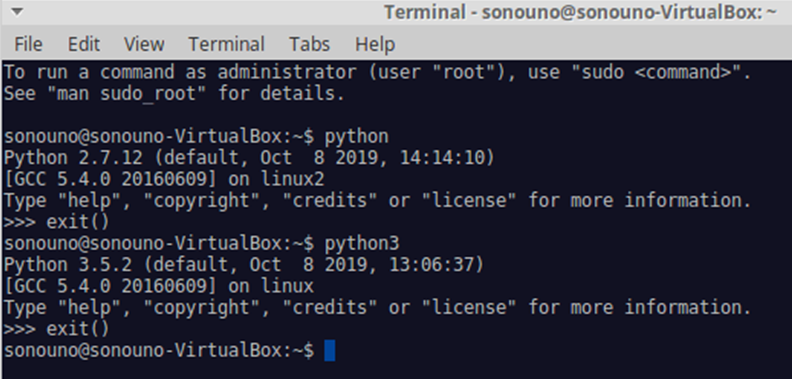 Terminal - sonouno@sonouno-VirtualBox: ~
File Edit View Terminal Tabs Help
To run a command as administrator (user "root"), use "sudo <command>".
See "man sudo_root" for details.
sonouno@sonouno-VirtualBox:~$ python
Python 2.7.12 (default, Oct  8 2019, 14:14:10)
[GCC 5.4.0 20160609] on linux2
Type "help", "copyright", "credits" or "license" for more information.
>>> exit()
sonouno@sonouno-VirtualBox:~$ python3
Python 3.5.2 (default, Oct  8 2019, 13:06:37)
[GCC 5.4.0 20160609] on linux
Type "help", "copyright", "credits" or "license" for more information.
>>> exit()
sonouno@sonouno-VirtualBox:~$